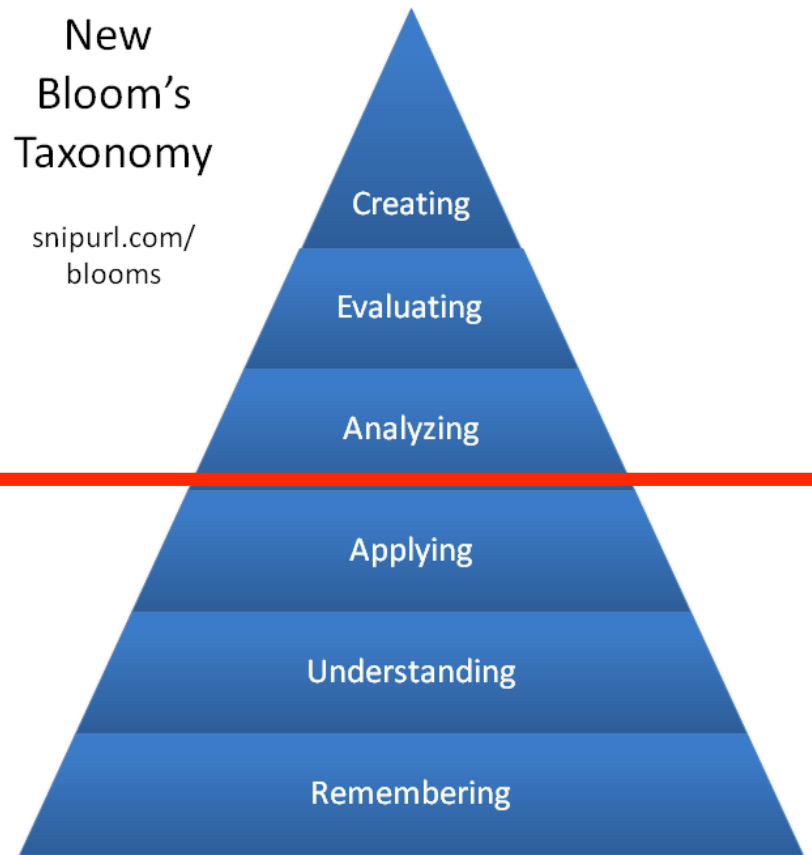 New
Bloom's
Taxonomy
snipurl.com/
blooms
Creating
Evaluating
Analyzing
Applying
Understanding
Remembering